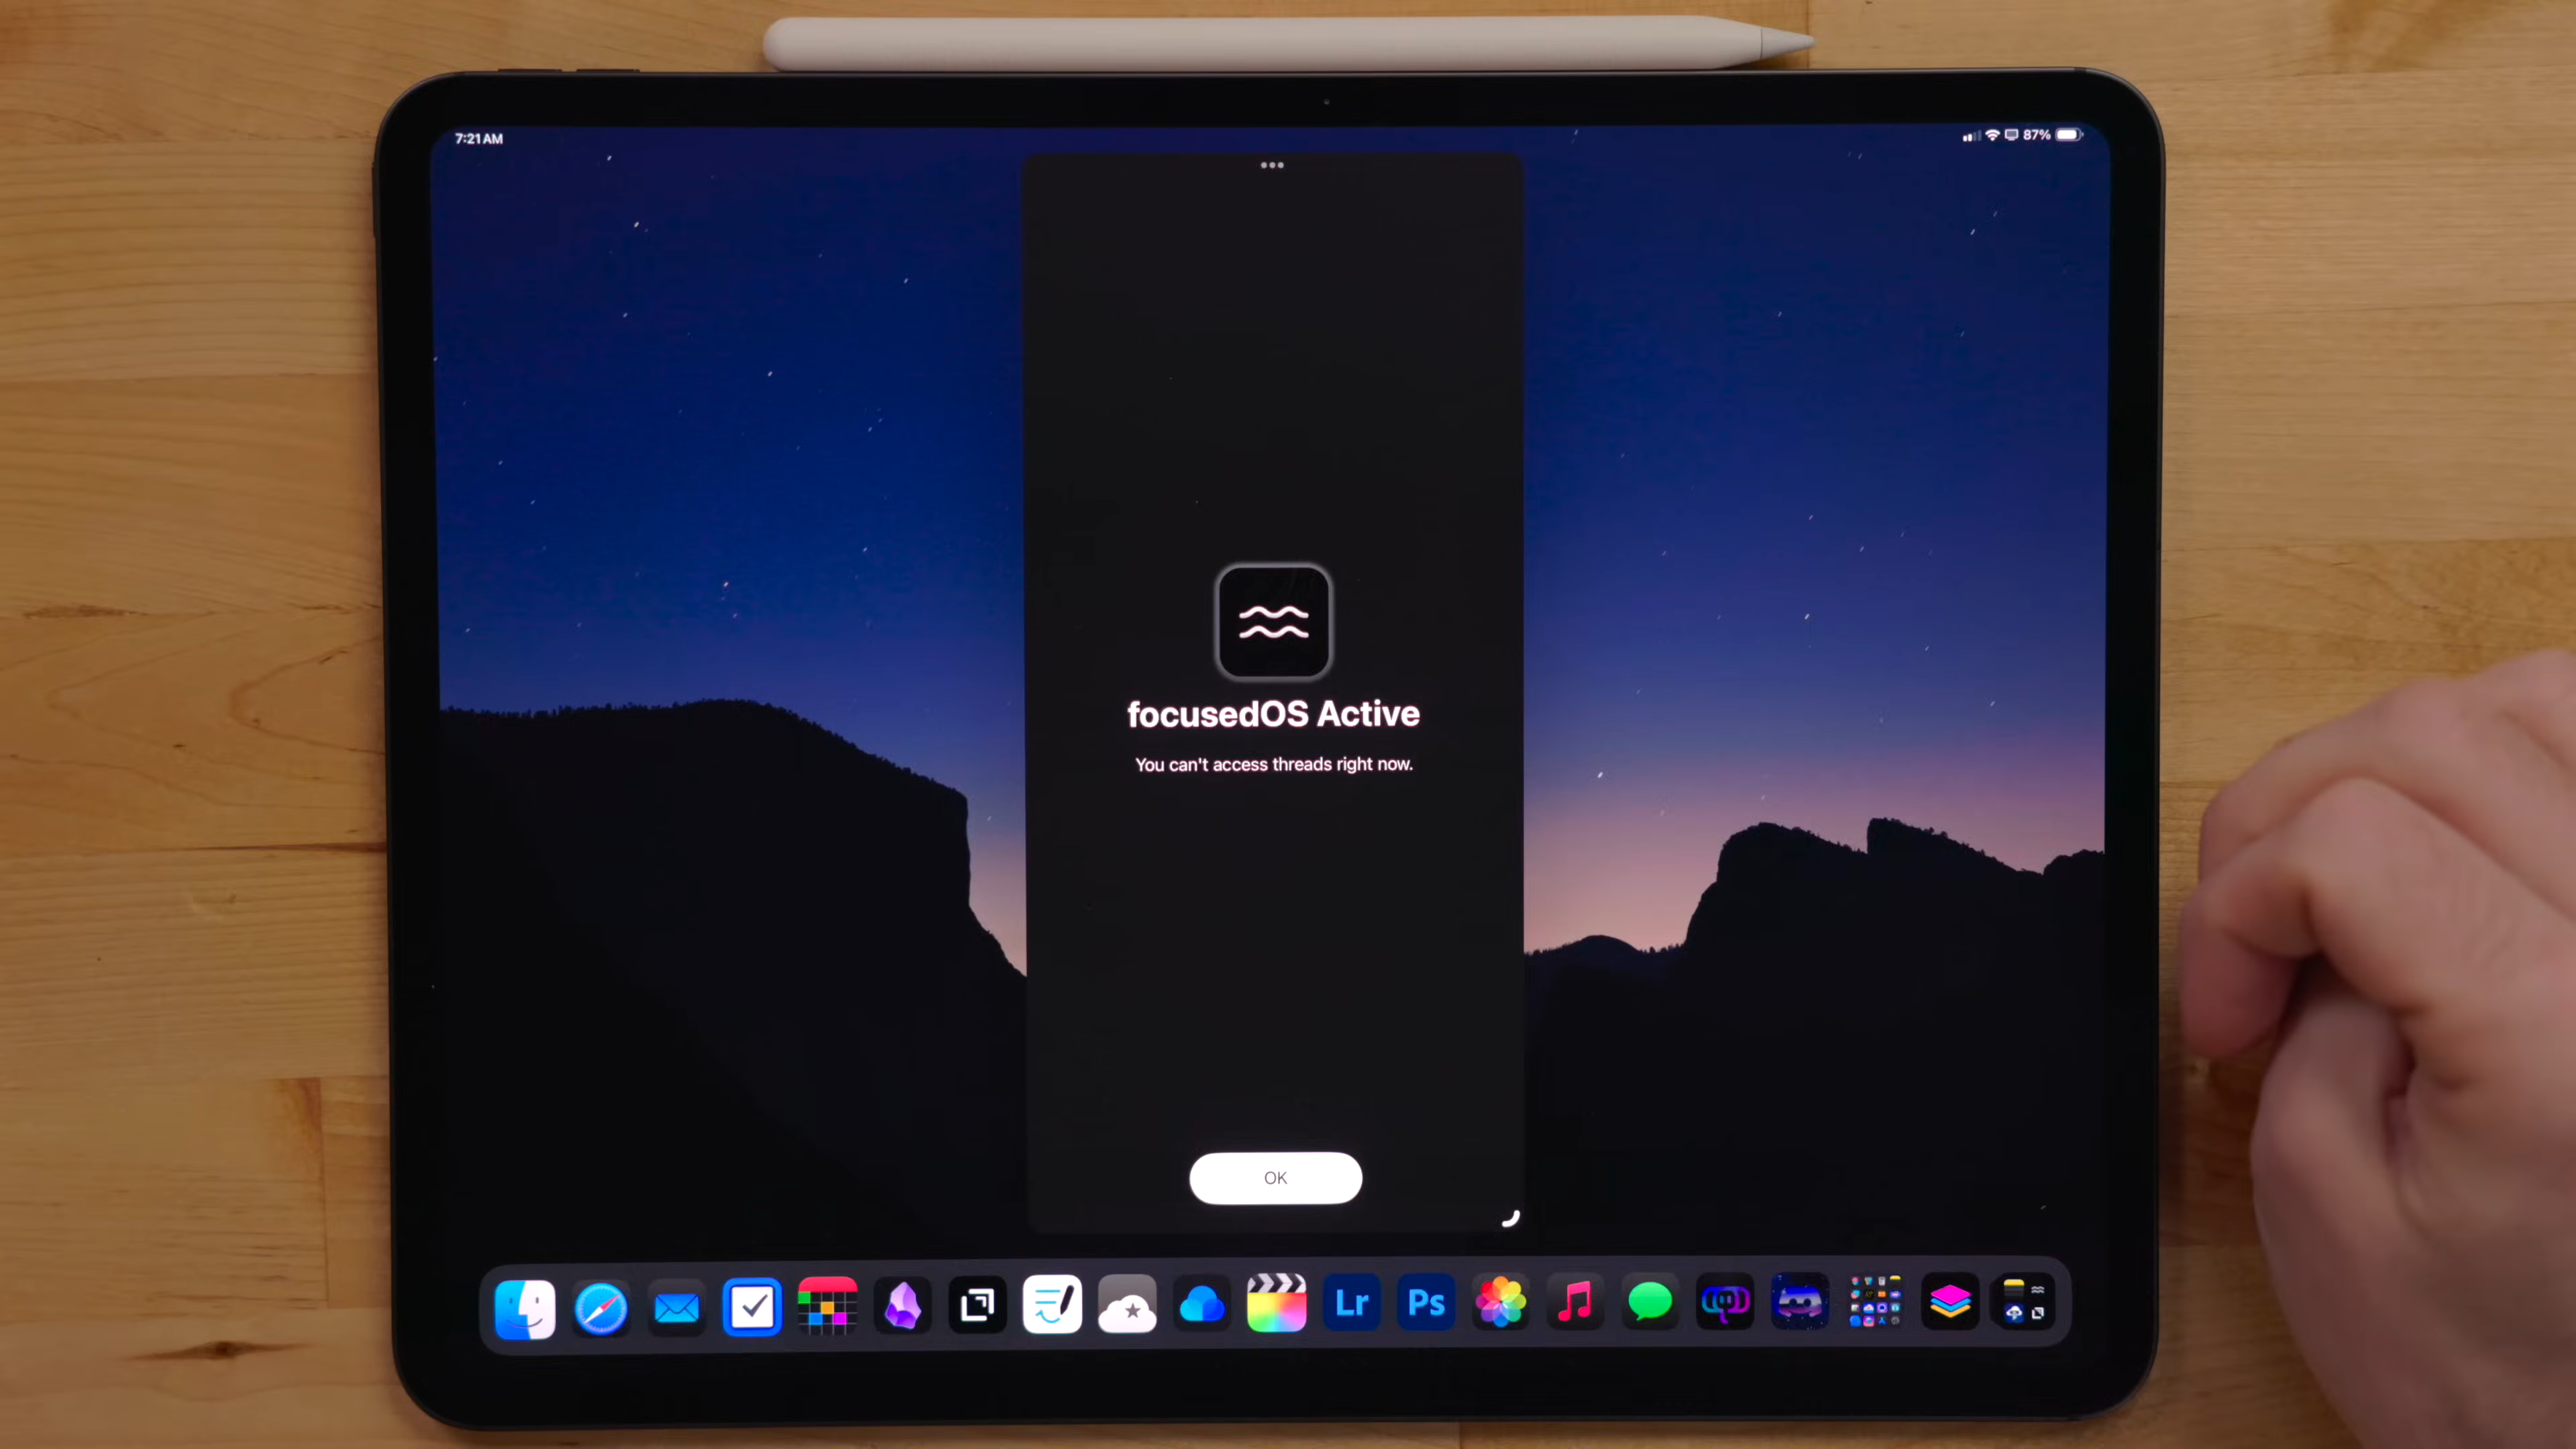 7:21 AM
87%
focusedOS Active
You can't access threads right now.
OK
Lr
Ps